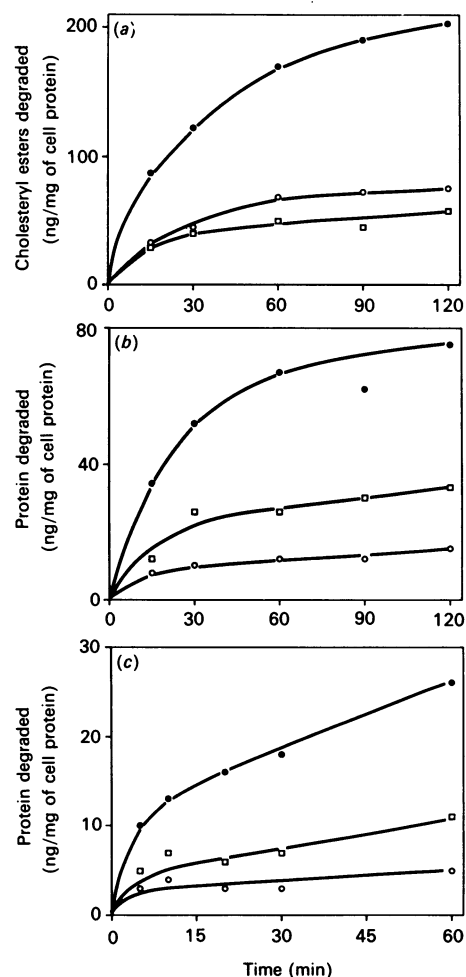 (a)
200
100
0
Cholesteryl esters degraded
(ng/mg of cell protein)
0 30 60 90 120
(b)
80
40
0
Protein degraded
(ng/mg of cell protein)
0 30 60 90 120
(c)
30
20
10
0
Protein degraded
(ng/mg of cell protein)
0 15 30 45 60
Time (min)